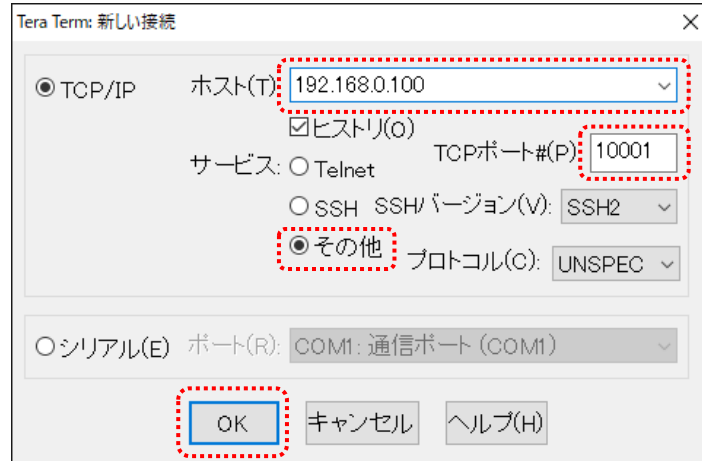 Tera Term: 新しい接続
TCP/IP ホスト(T) 192.168.0.100
ヒストリ(O)
サービス: Telnet TCPポート#(P) 10001
SSH SSHバージョン(V): SSH2
その他 プロトコル(C): UNSPEC
シリアル(E) ポート(R): COM1: 通信ポート (COM1)
OK キャンセル ヘルプ(H)